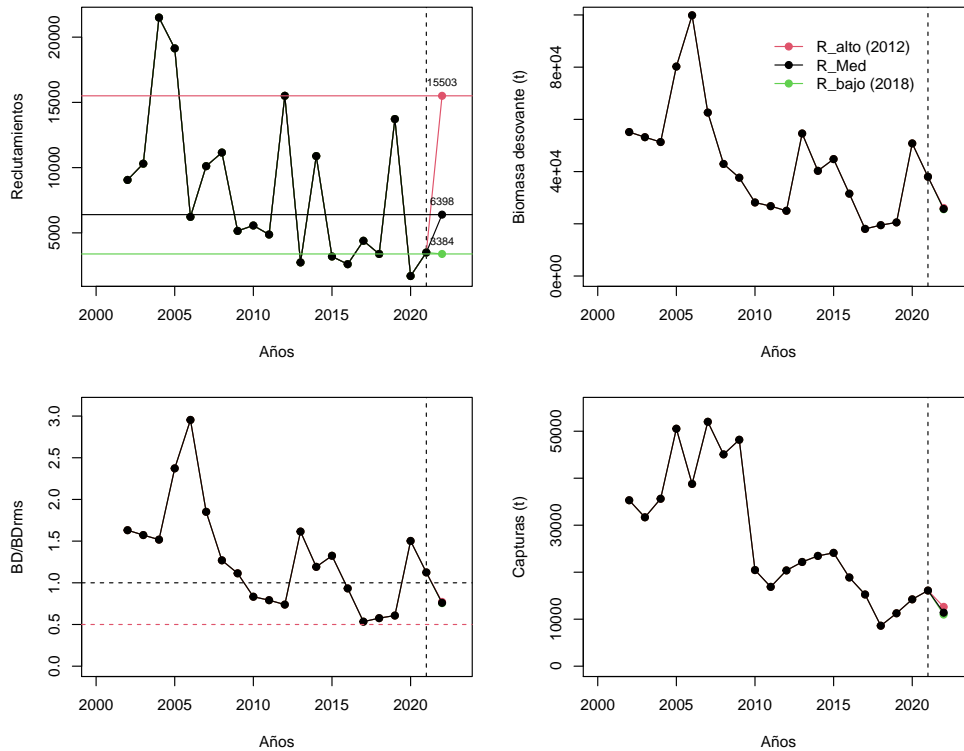 Reclutamientos
20000
15000
10000
5000
15503
6398
3384
2000 2005 2010 2015 2020
Años
Biomasa desovante (t)
8e+04
4e+04
0e+00
R_alto (2012)
R_Med
R_bajo (2018)
2000 2005 2010 2015 2020
Años
BD/BDrms
3.0
2.5
2.0
1.5
1.0
0.5
0.0
2000 2005 2010 2015 2020
Años
Capturas (t)
50000
30000
10000
0
2000 2005 2010 2015 2020
Años